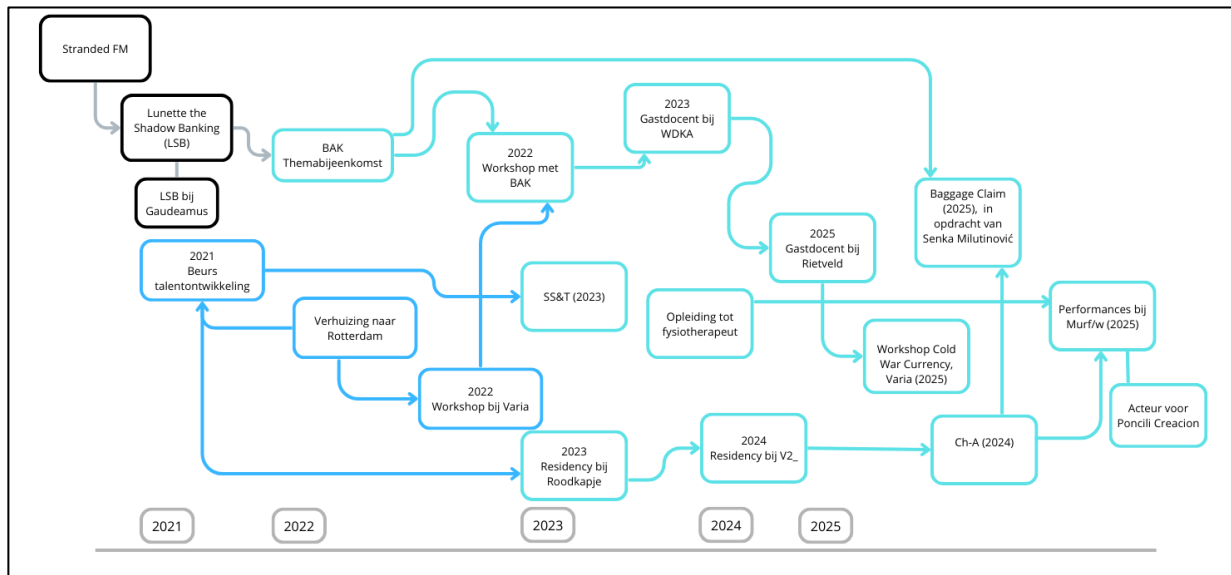 Stranded FM
Lunette the
Shadow Banking
(LSB)
LSB bij
Gaudeamus
BAK
Themabijeenkomst
2022
Workshop met
BAK
2023
Gastdocent bij
WDKA
2025
Gastdocent bij
Rietveld
Baggage Claim
(2025), in
opdracht van
Senka Milutinović
2021
Beurs
talentontwikkeling
Verhuizing naar
Rotterdam
SS&T (2023)
Opleiding tot
fysiotherapeut
Performances bij
Murf/w (2025)
Workshop Cold
War Currency,
Varia (2025)
2022
Workshop bij Varia
Acteur voor
Poncili Creacion
2023
Residency bij
Roodkapje
2024
Residency bij V2_
Ch-A (2024)
2021
2022
2023
2024
2025